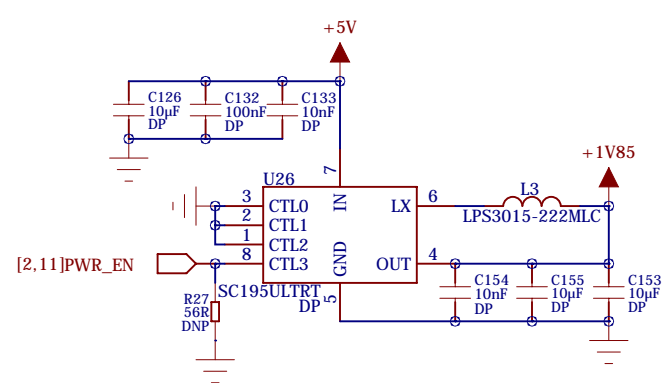 +5V
C126
10µF
DP
C132
100nF
DP
C133
10nF
DP
+1V85
7
U26
IN
3
CTL0
LX
6
L3
LPS3015-222MLC
2
CTL1
1
CTL2
[2,11]PWR_EN
8
CTL3
GND
OUT
4
SC195ULTRT
DP
5
R27
56R
DNP
C154
10nF
DP
C155
10µF
DP
C153
10µF
DP